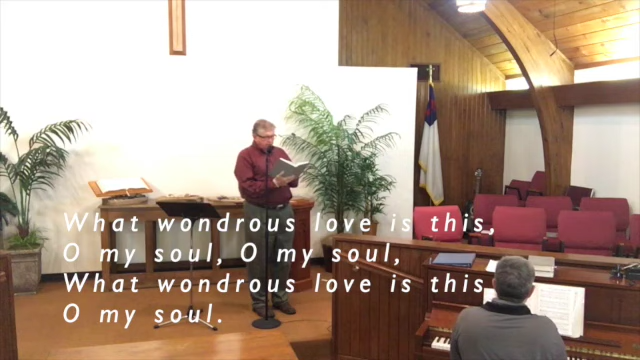 What wondrous love is this,
O my soul, O my soul,
What wondrous love is this
O my soul.